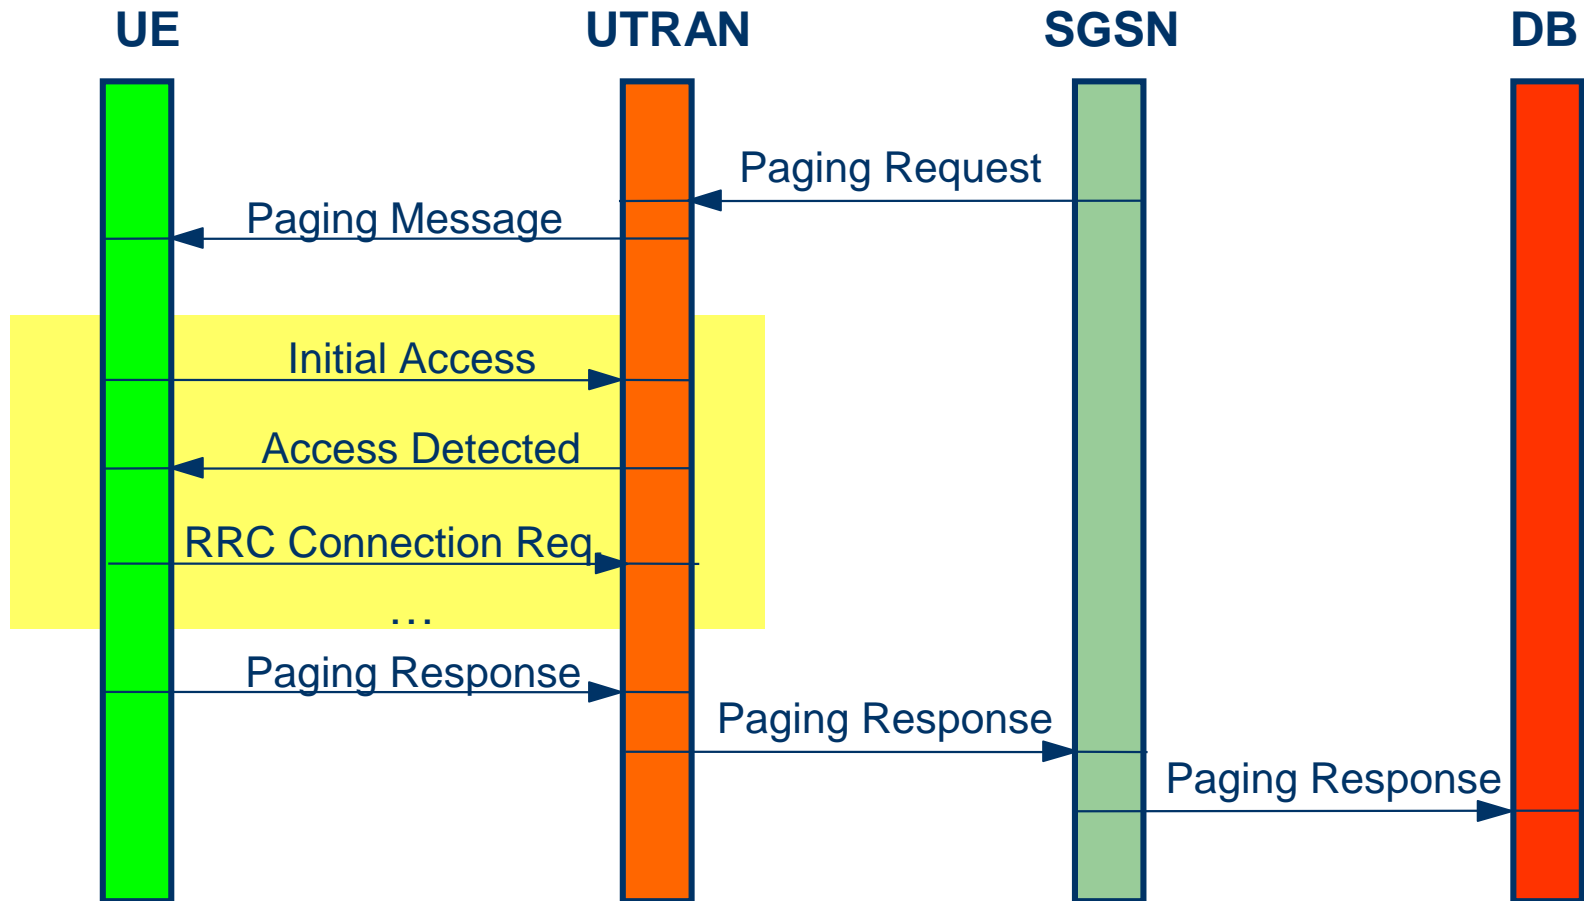 UE UTRAN SGSN DB
Paging Request
Paging Message
Initial Access
Access Detected
RRC Connection Req.
…
Paging Response
Paging Response
Paging Response